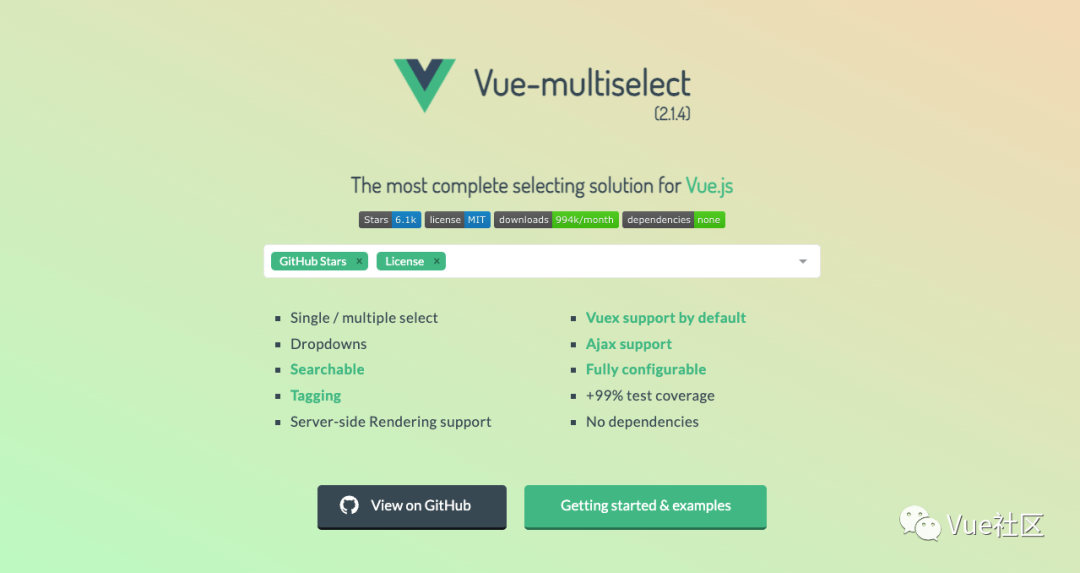 Vue-multiselect
(2.1.4)
The most complete selecting solution for Vue.js
Stars 6.1k license MIT downloads 994k/month dependencies none
GitHub Stars × License ×
Single / multiple select
Dropdowns
Searchable
Tagging
Server-side Rendering support
Vuex support by default
Ajax support
Fully configurable
+99% test coverage
No dependencies
View on GitHub
Getting started & examples
Vue社区